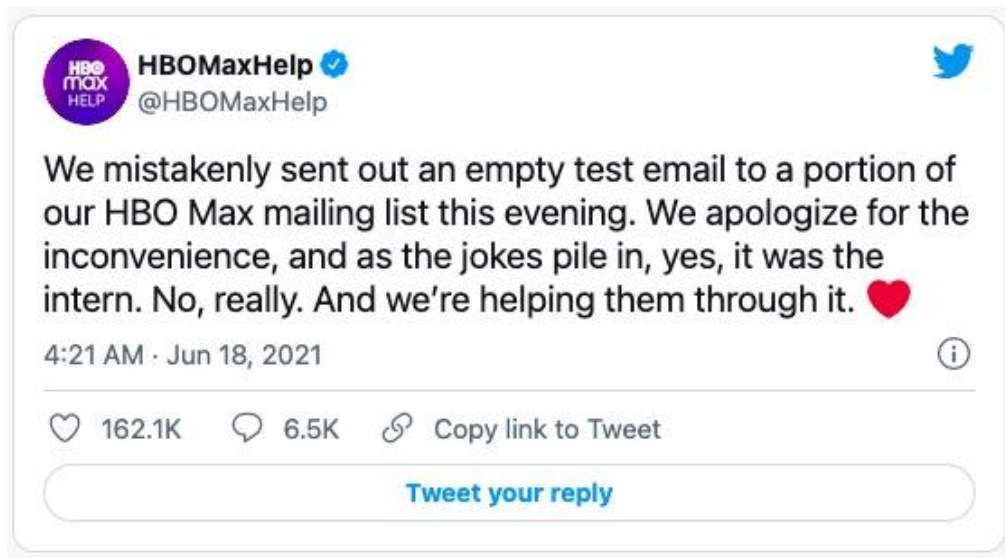 HBO
max
HELP
HBOMaxHelp
@HBOMaxHelp
We mistakenly sent out an empty test email to a portion of
our HBO Max mailing list this evening. We apologize for the
inconvenience, and as the jokes pile in, yes, it was the
intern. No, really. And we’re helping them through it. ❤️
4:21 AM · Jun 18, 2021
162.1K 6.5K Copy link to Tweet
Tweet your reply